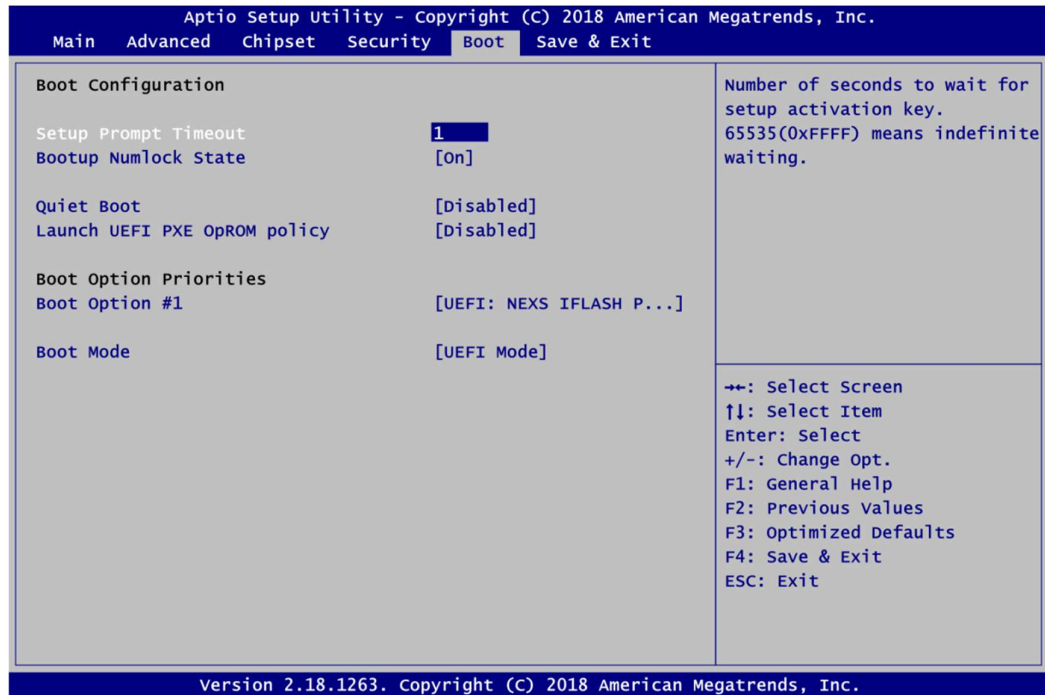 Aptio Setup Utility - Copyright (C) 2018 American Megatrends, Inc.
Main Advanced Chipset Security Boot Save & Exit
Boot Configuration
Setup Prompt Timeout 1
Bootup Numlock State [On]
Quiet Boot [Disabled]
Launch UEFI PXE OpROM policy [Disabled]
Boot Option Priorities
Boot Option #1 [UEFI: NEXS IFLASH P...]
Boot Mode [UEFI Mode]
Number of seconds to wait for
setup activation key.
65535(0xFFFF) means indefinite
waiting.
→←: Select Screen
↑↓: Select Item
Enter: Select
+/-: Change Opt.
F1: General Help
F2: Previous Values
F3: Optimized Defaults
F4: Save & Exit
ESC: Exit
Version 2.18.1263. Copyright (C) 2018 American Megatrends, Inc.